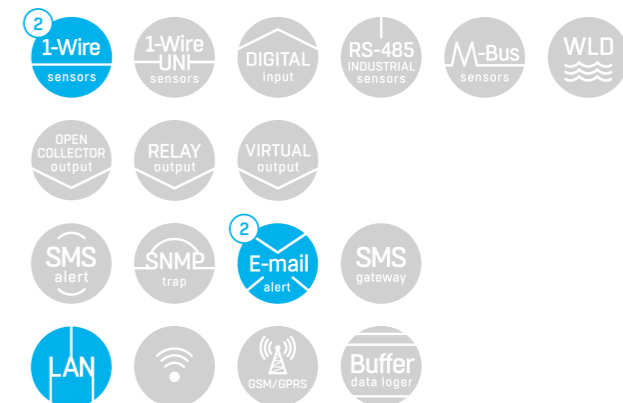 2
1-Wire
sensors
1-Wire
UNI
sensors
DIGITAL
input
RS-485
INDUSTRIAL
sensors
M-Bus
sensors
WLD
OPEN
COLLECTOR
output
RELAY
output
VIRTUAL
output
SMS
alert
SNMP
trap
2
E-mail
alert
SMS
gateway
LAN
GSM/GPRS
Buffer
data loger